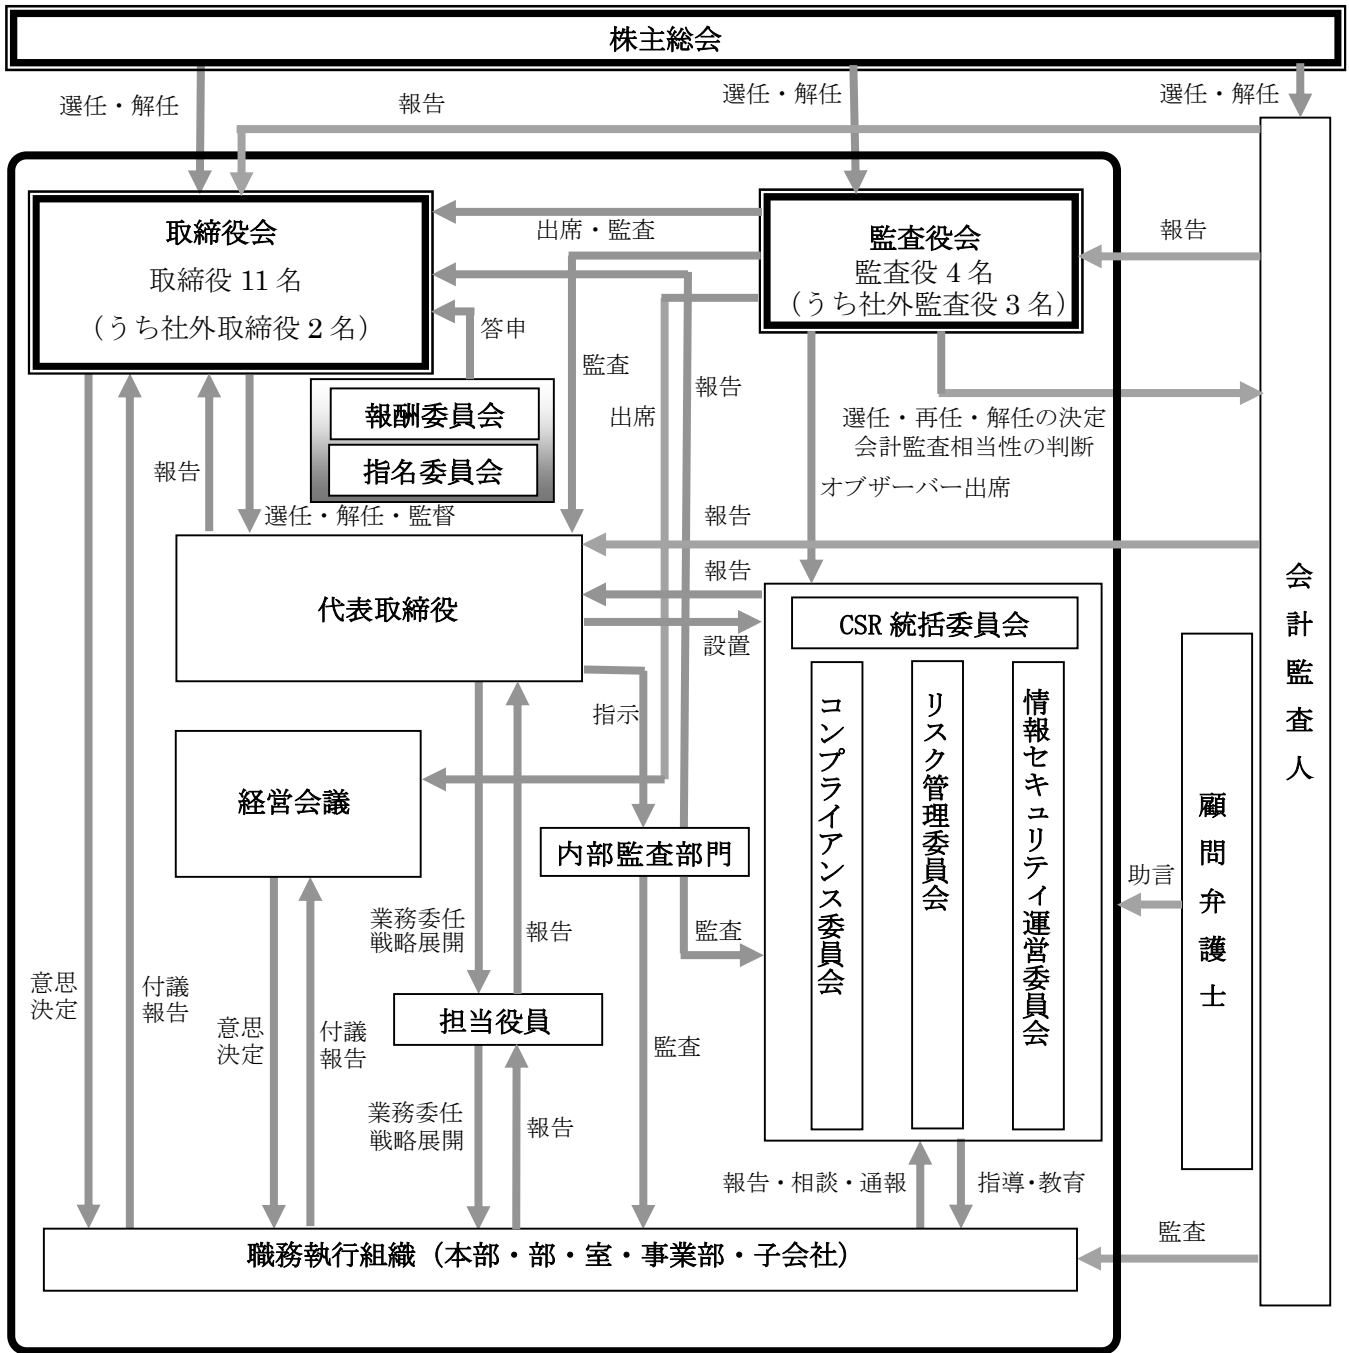 株主総会
選任・解任
報告
選任・解任
選任・解任
取締役会
取締役 11 名
（うち社外取締役 2 名）
出席・監査
監査役会
監査役 4 名
（うち社外監査役 3 名）
報告
答申
監査
報告
出席
報酬委員会
指名委員会
選任・再任・解任の決定
会計監査相当性の判断
オブザーバー出席
報告
選任・解任・監督
報告
代表取締役
報告
設置
CSR 統括委員会
コンプライアンス委員会
リスク管理委員会
情報セキュリティ運営委員会
会計監査人
顧問弁護士
指示
経営会議
内部監査部門
助言
業務委任
戦略展開
報告
監査
意思
決定
付議
報告
担当役員
意思
決定
付議
報告
監査
業務委任
戦略展開
報告
報告・相談・通報
指導・教育
職務執行組織（本部・部・室・事業部・子会社）
監査